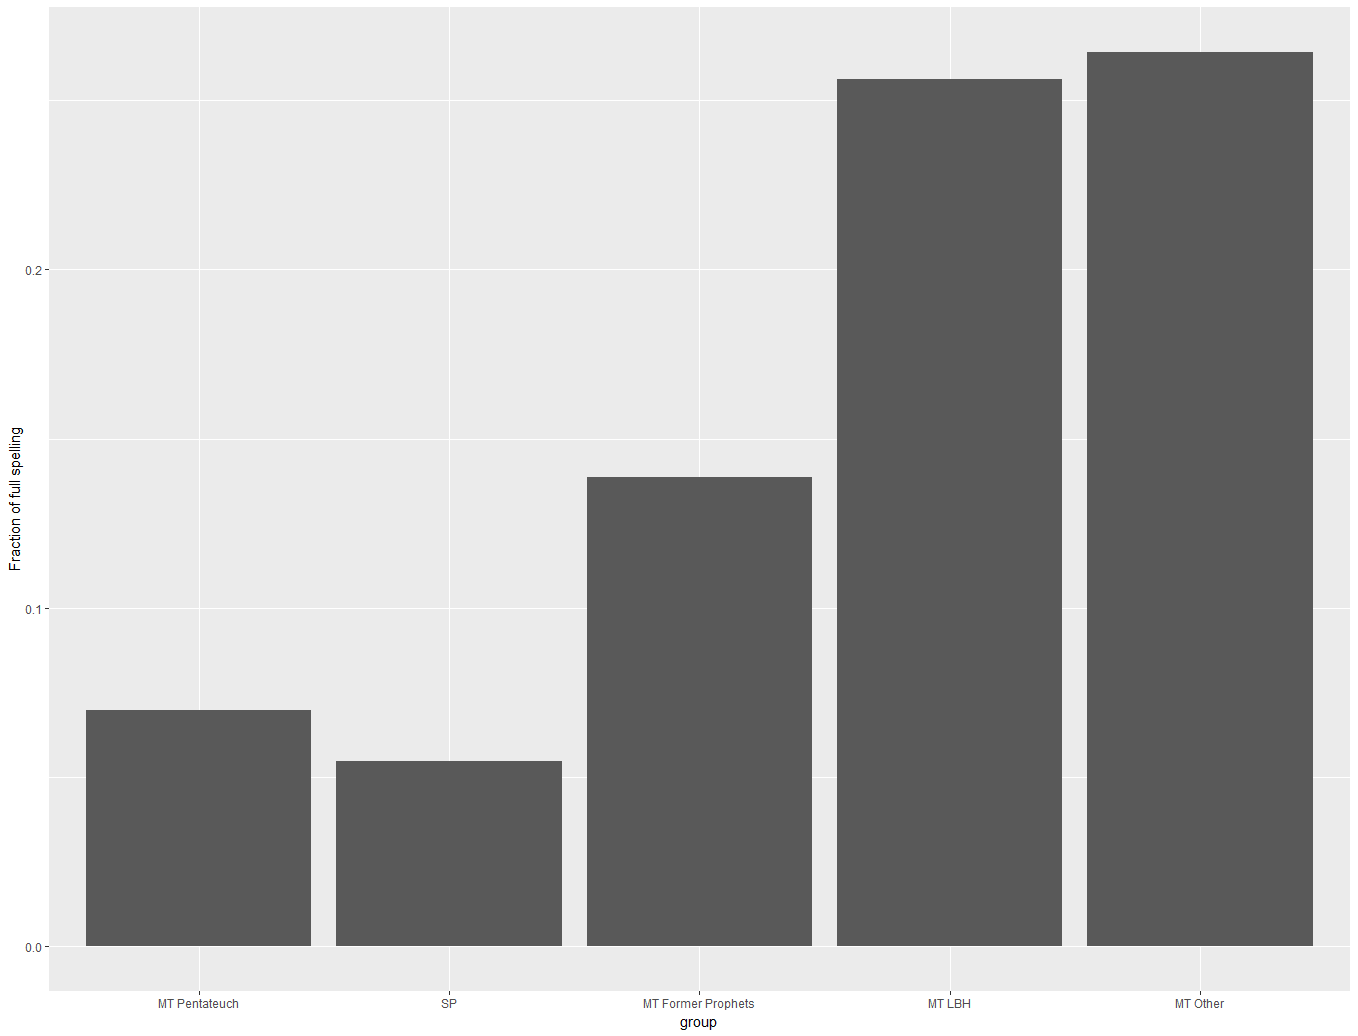 Fraction of full spelling
0.2
0.1
0.0
MT Pentateuch SP MT Former Prophets MT LBH MT Other
group